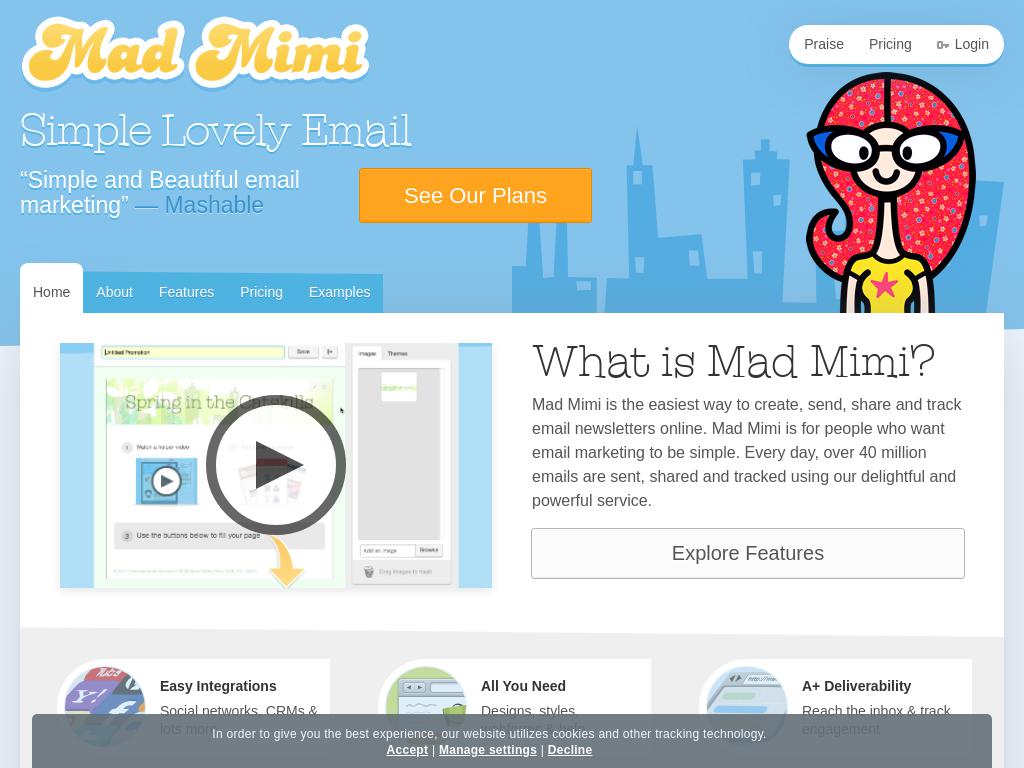 Mad Mimi
Praise
Pricing
Login
Simple Lovely Email
“Simple and Beautiful email
marketing” — Mashable
See Our Plans
Home
About
Features
Pricing
Examples
Untitled Promotion
Save
Images
Themes
Spring in the Catskills
1 Watch a helper video
3 Use the buttons below to fill your page
Add an image
Browse
Drag images to trash
What is Mad Mimi?
Mad Mimi is the easiest way to create, send, share and track
email newsletters online. Mad Mimi is for people who want
email marketing to be simple. Every day, over 40 million
emails are sent, shared and tracked using our delightful and
powerful service.
Explore Features
Easy Integrations
Social networks, CRMs &
lots more
All You Need
Designs, styles,
webforms & help
A+ Deliverability
Reach the inbox & track
engagement
In order to give you the best experience, our website utilizes cookies and other tracking technology.
Accept | Manage settings | Decline